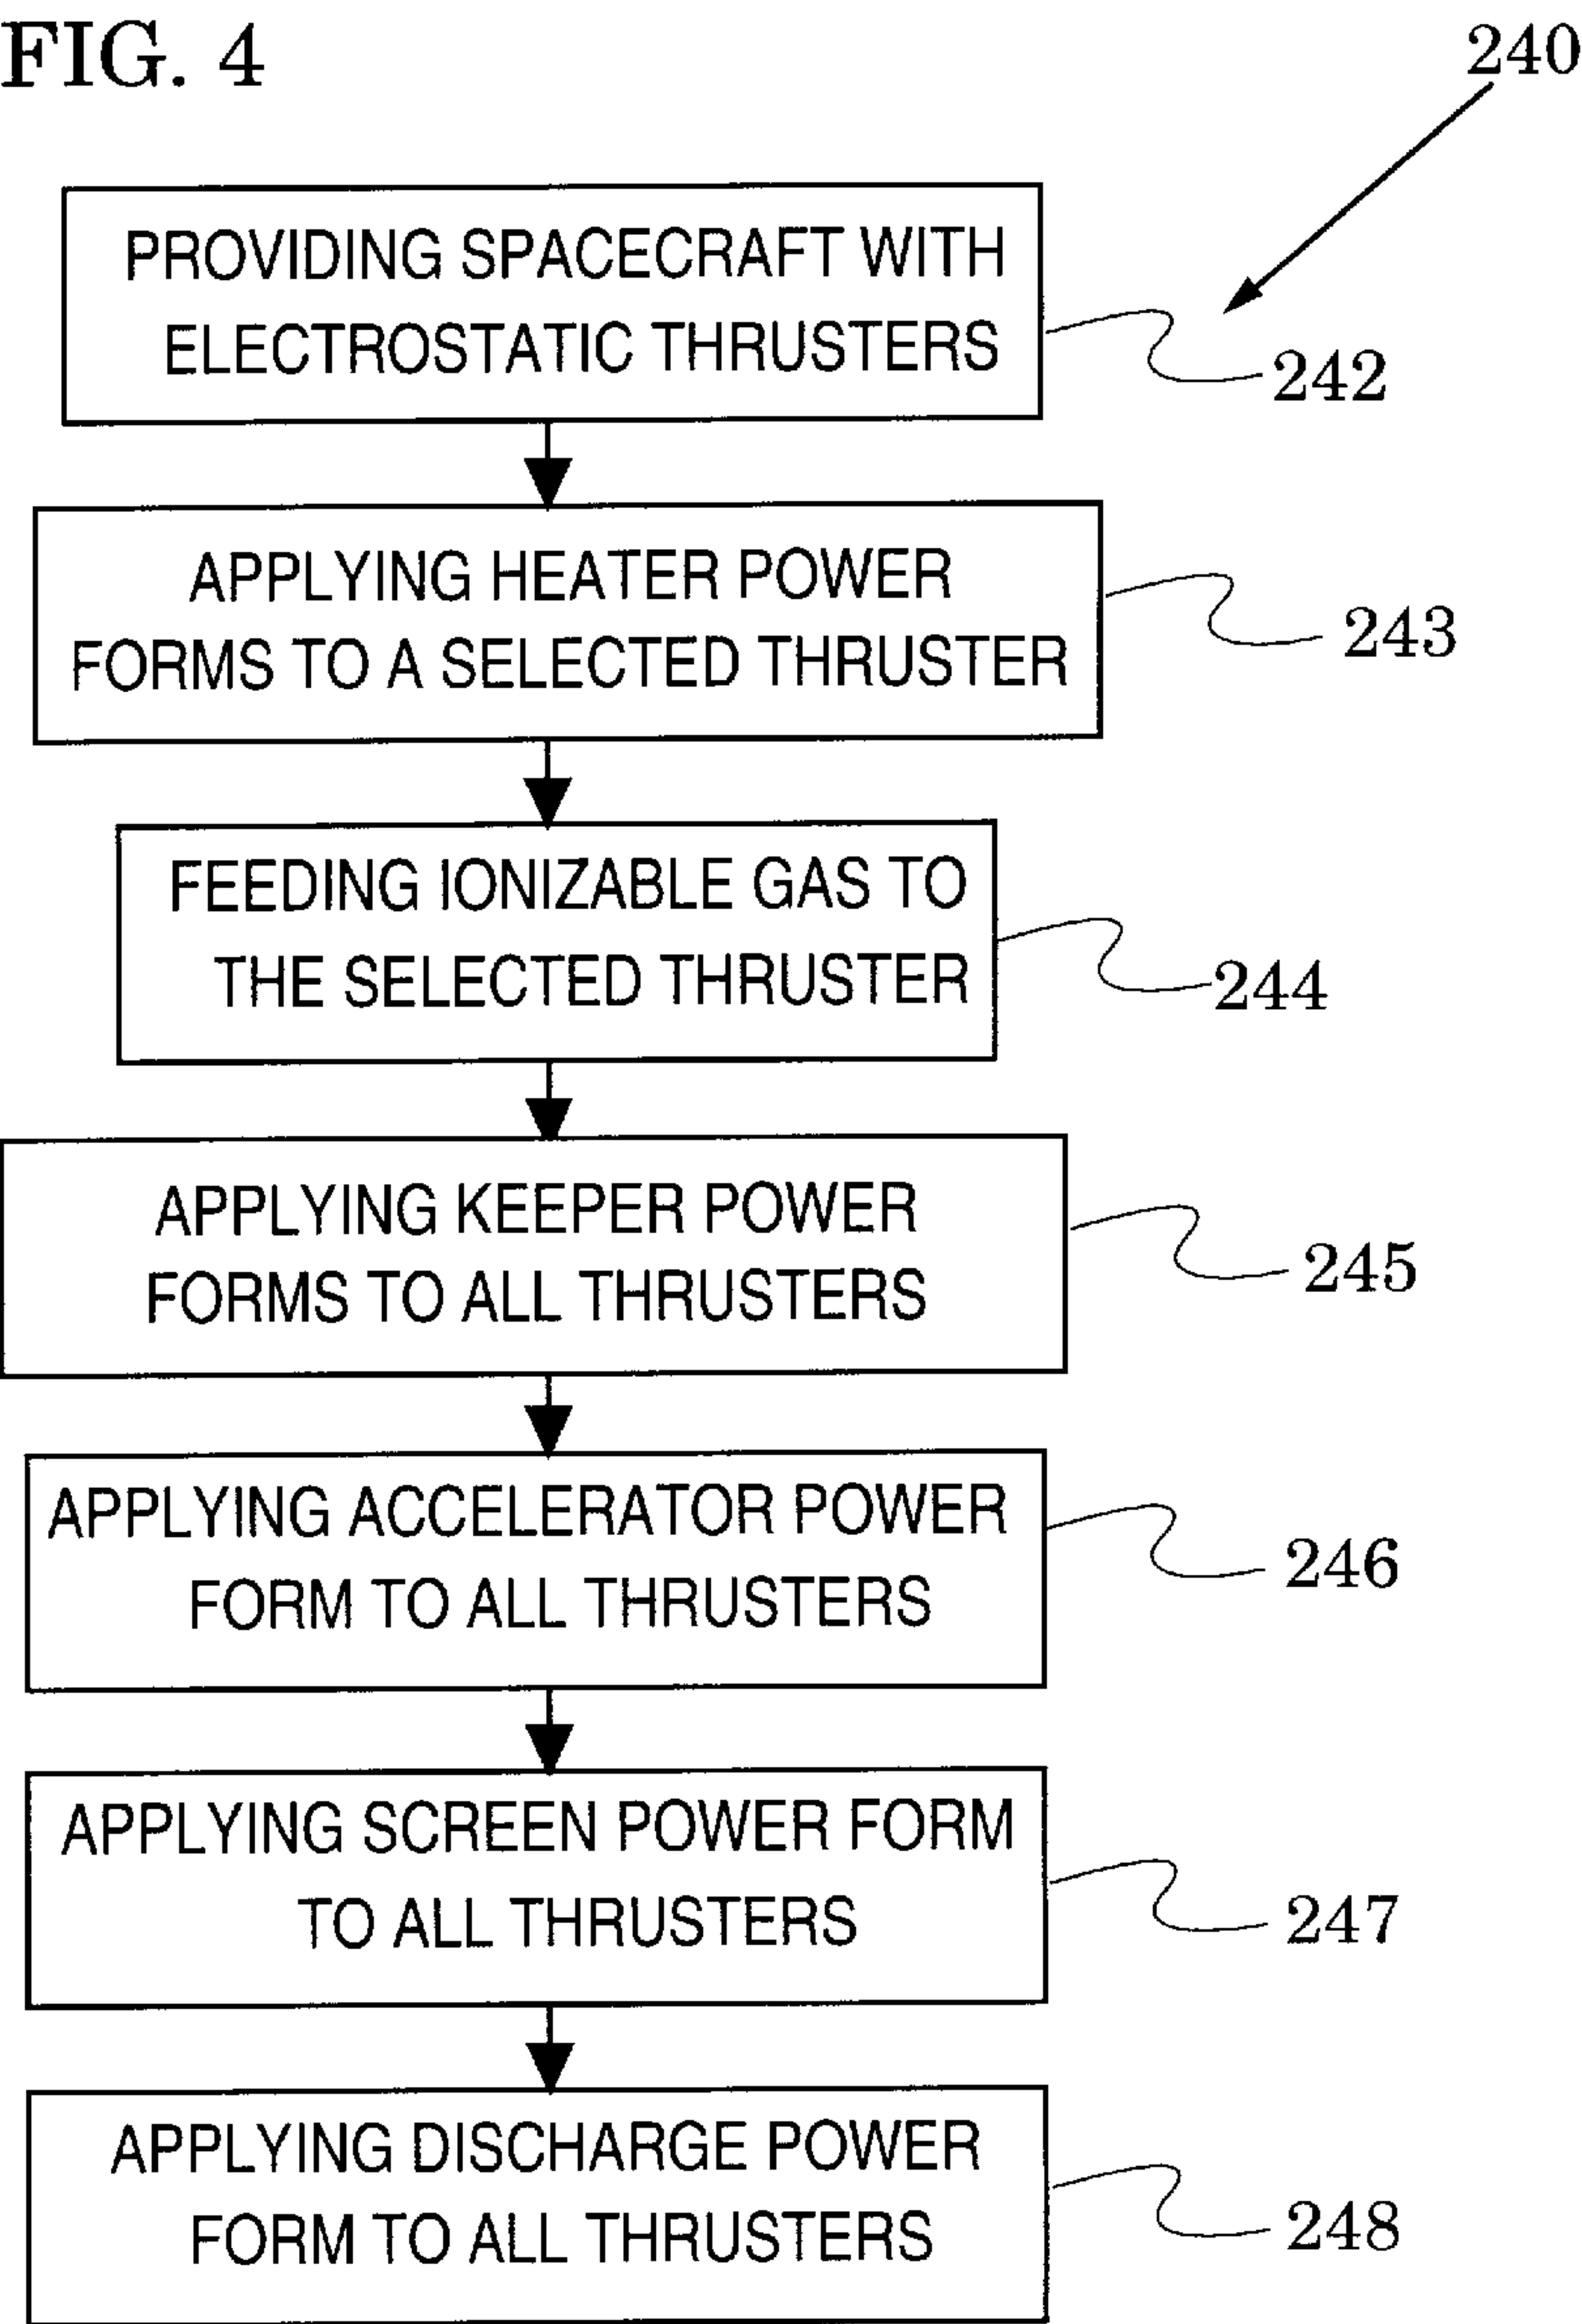 FIG. 4
240
PROVIDING SPACECRAFT WITH
ELECTROSTATIC THRUSTERS
242
APPLYING HEATER POWER
FORMS TO A SELECTED THRUSTER
243
FEEDING IONIZABLE GAS TO
THE SELECTED THRUSTER
244
APPLYING KEEPER POWER
FORMS TO ALL THRUSTERS
245
APPLYING ACCELERATOR POWER
FORM TO ALL THRUSTERS
246
APPLYING SCREEN POWER FORM
TO ALL THRUSTERS
247
APPLYING DISCHARGE POWER
FORM TO ALL THRUSTERS
248